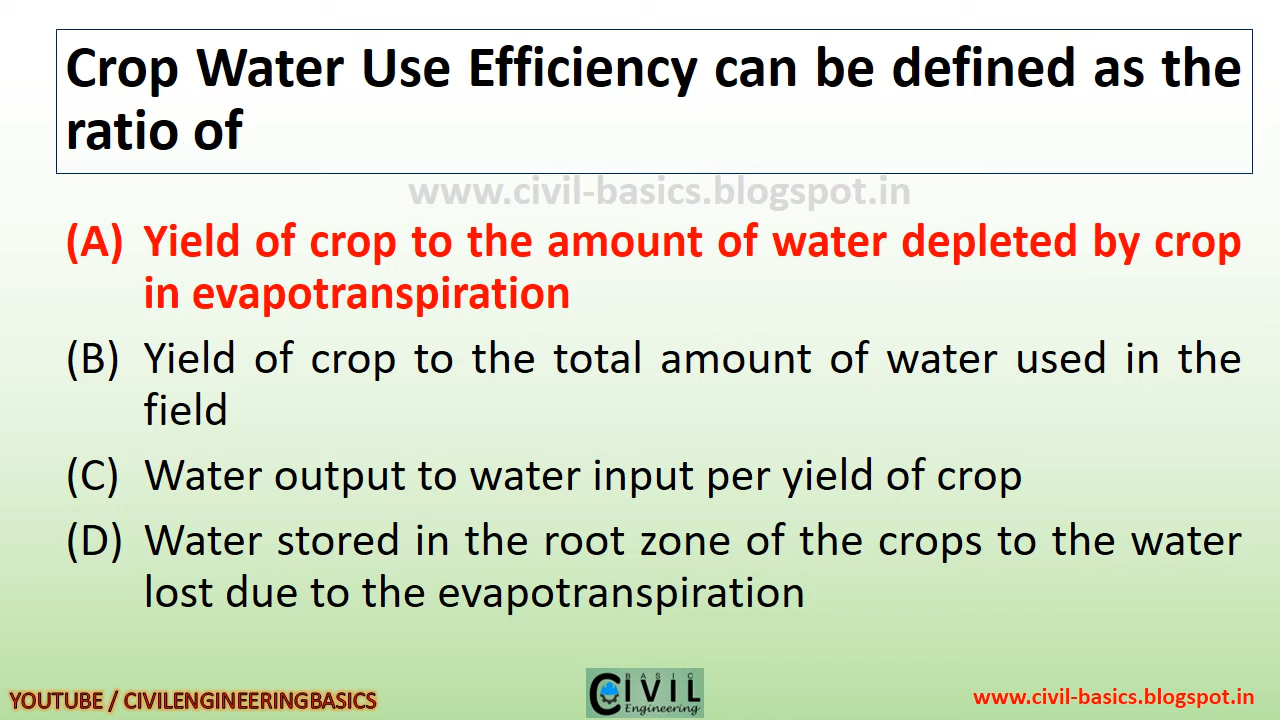 Crop Water Use Efficiency can be defined as the
ratio of
www.civil-basics.blogspot.in
(A) Yield of crop to the amount of water depleted by crop
in evapotranspiration
(B) Yield of crop to the total amount of water used in the
field
(C) Water output to water input per yield of crop
(D) Water stored in the root zone of the crops to the water
lost due to the evapotranspiration
YOUTUBE / CIVILENGINEERINGBASICS
BASIC
CIVIL
Engineering
www.civil-basics.blogspot.in